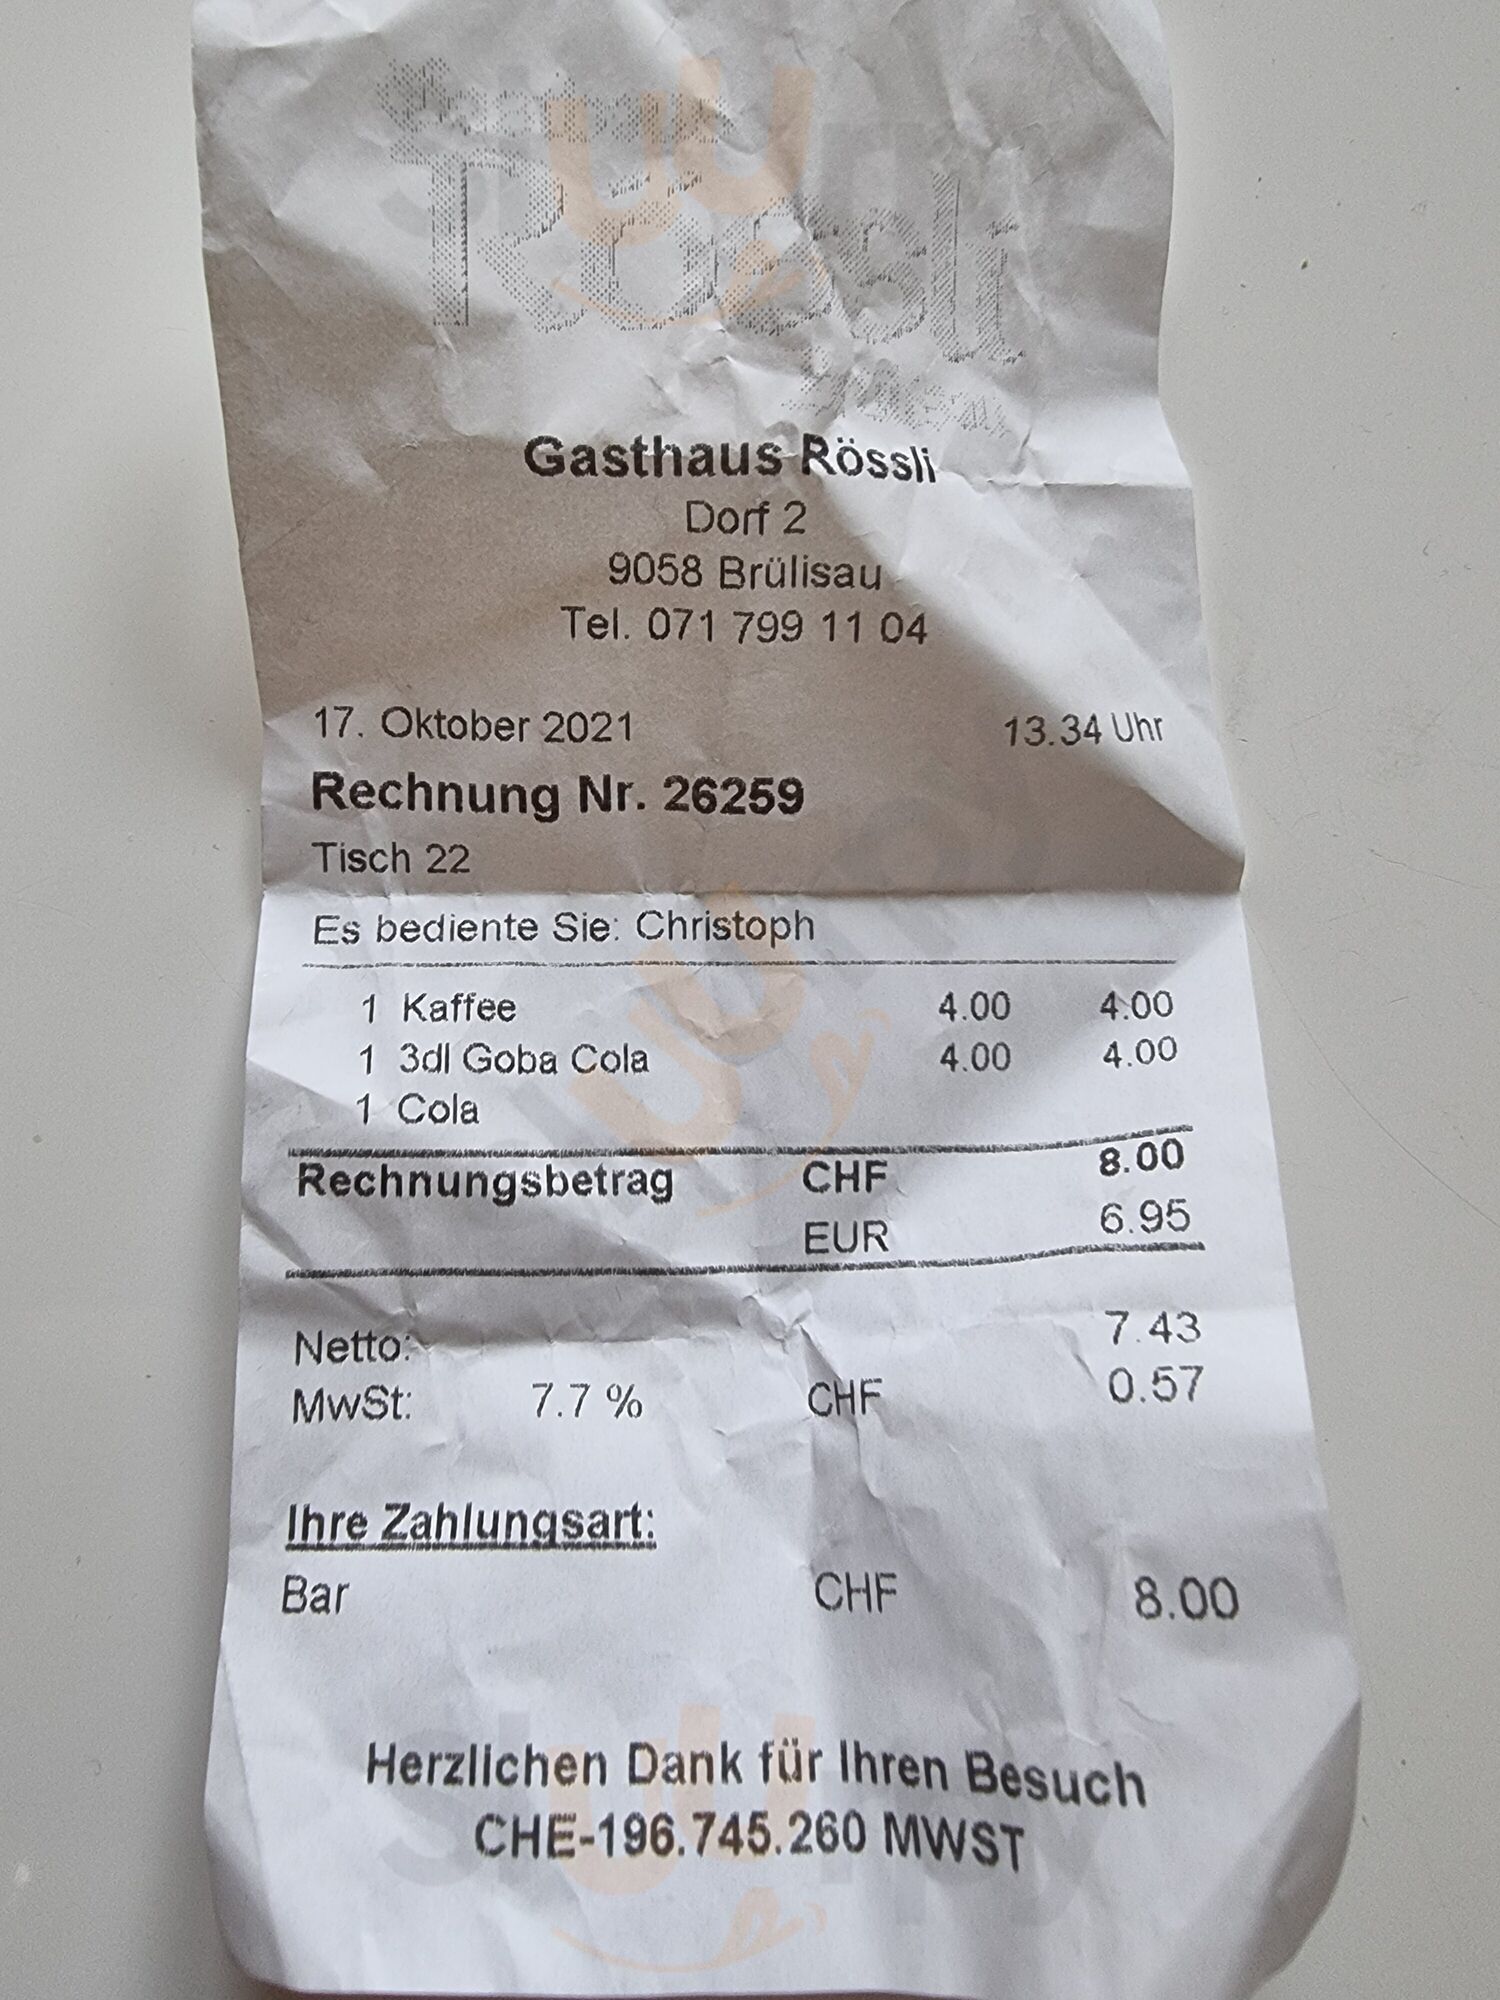 Gasthaus
Rössli
Brülisau
Gasthaus Rössli
Dorf 2
9058 Brülisau
Tel. 071 799 11 04
17. Oktober 2021 13.34 Uhr
Rechnung Nr. 26259
Tisch 22
Es bediente Sie: Christoph
1 Kaffee 4.00 4.00
1 3dl Goba Cola 4.00 4.00
1 Cola
Rechnungsbetrag CHF 8.00
EUR 6.95
Netto: 7.43
MwSt: 7.7 % CHF 0.57
Ihre Zahlungsart:
Bar CHF 8.00
Herzlichen Dank für Ihren Besuch
CHE-196.745.260 MWST